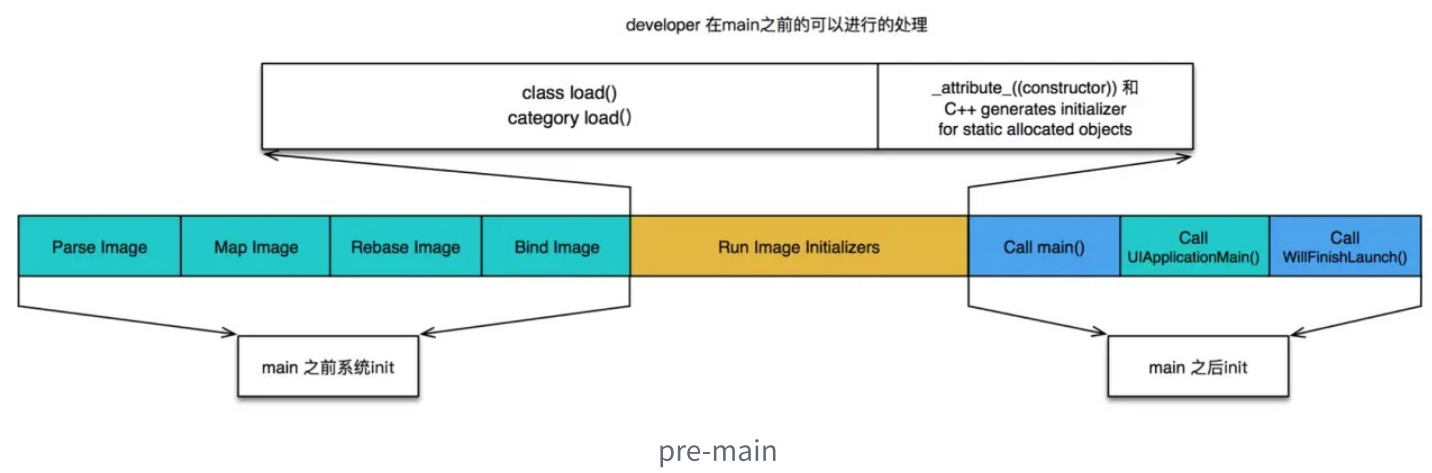 developer 在main之前的可以进行的处理
class load()
category load()
_attribute_((constructor)) 和
C++ generates initializer
for static allocated objects
Parse Image
Map Image
Rebase Image
Bind Image
Run Image Initializers
Call main()
Call
UIApplicationMain()
Call
WillFinishLaunch()
main 之前系统init
main 之后init
pre-main